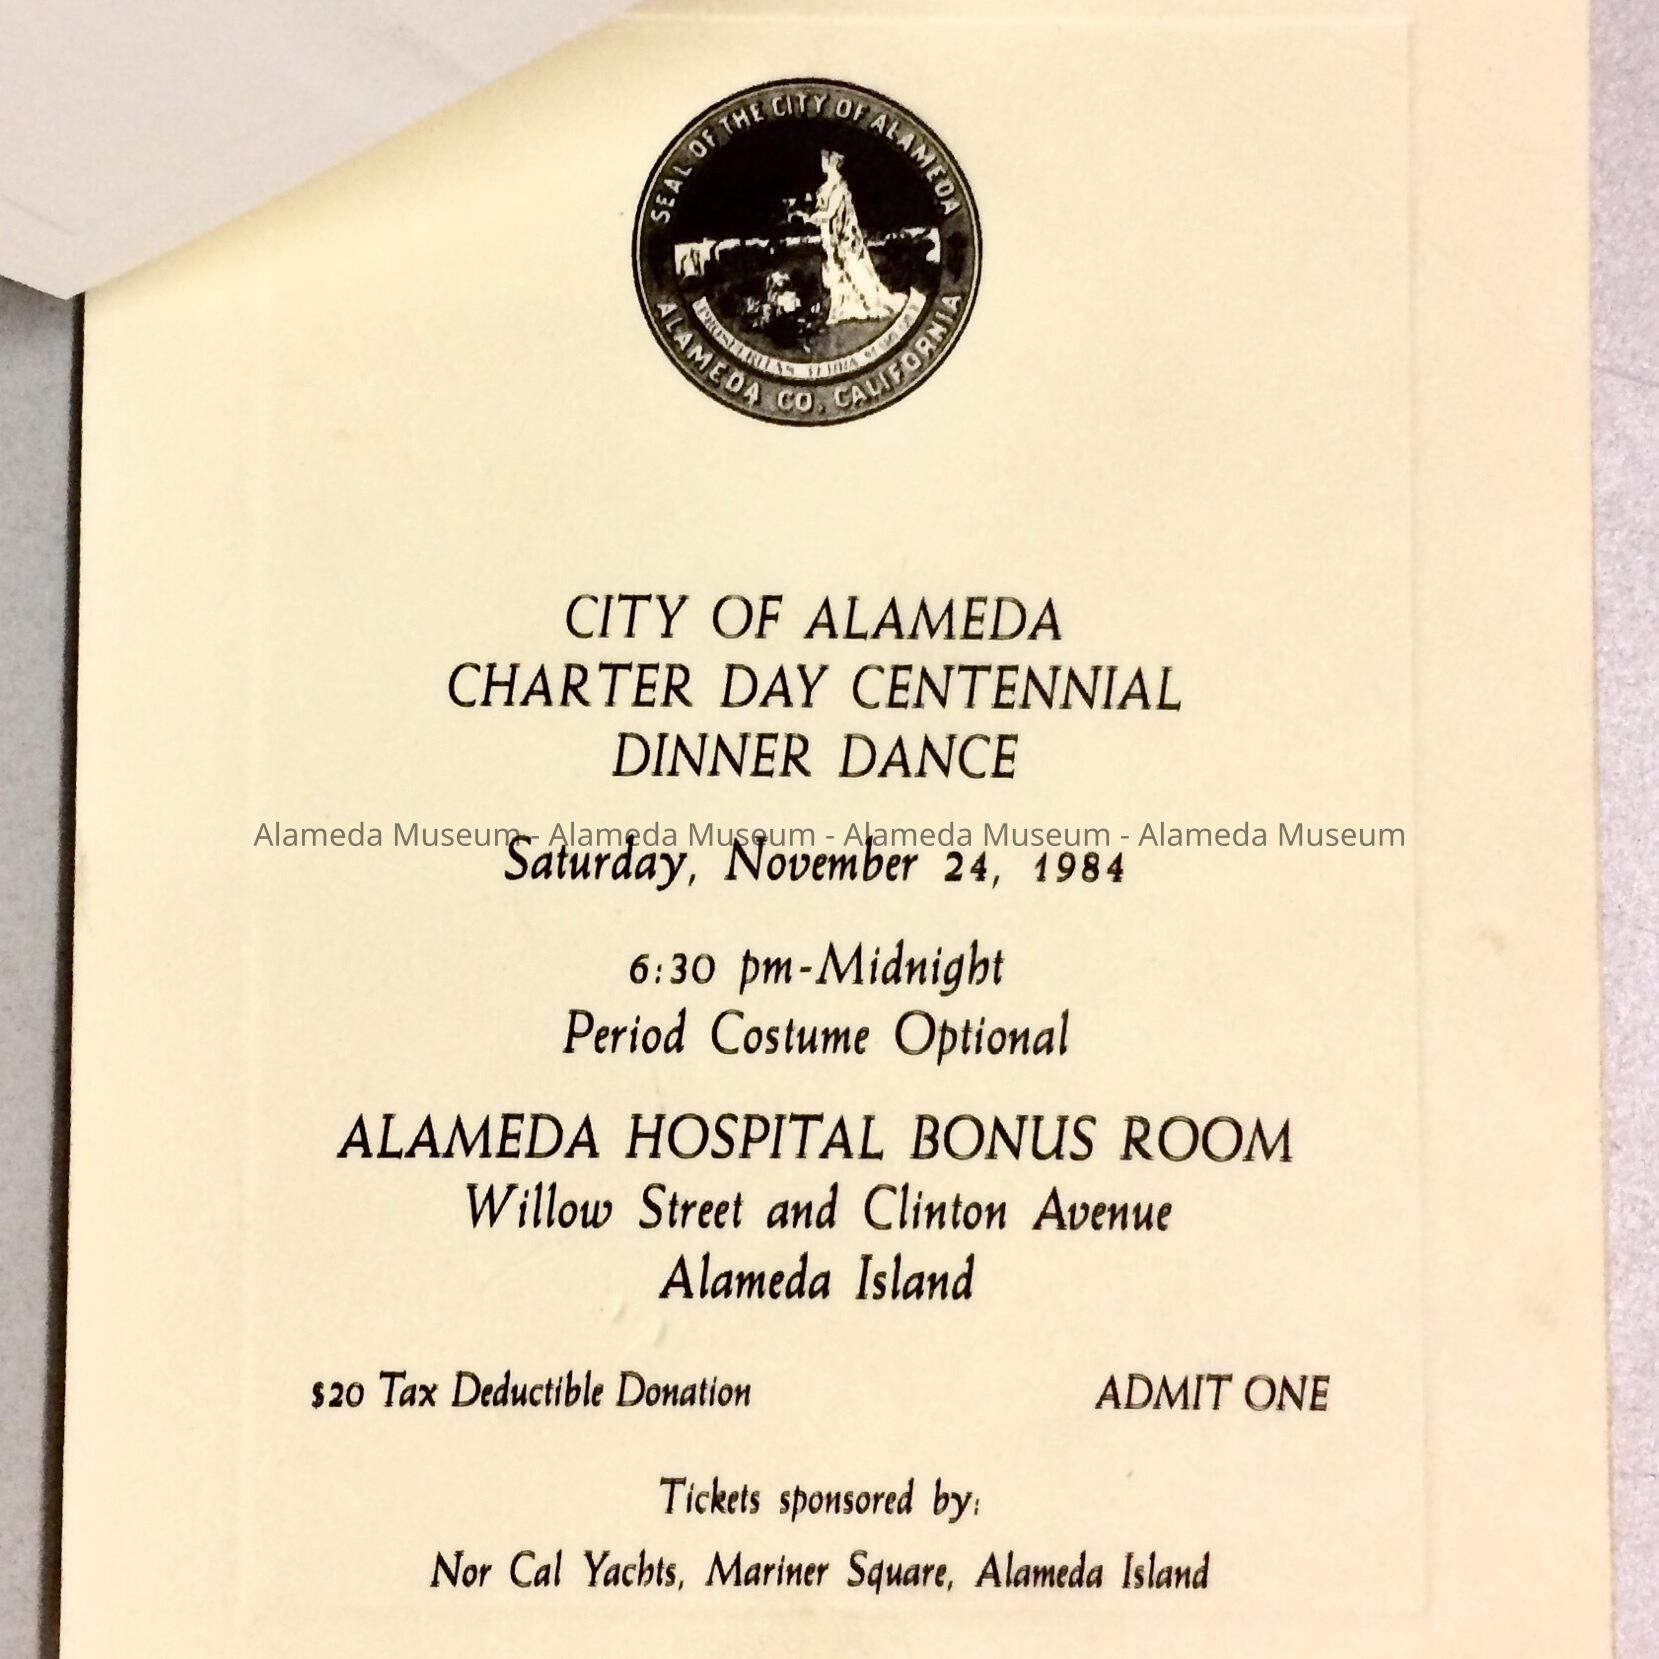 SEAL OF THE CITY OF ALAMEDA
PROSPERITAS TERRA
ALAMEDA CO. CALIFORNIA
CITY OF ALAMEDA
CHARTER DAY CENTENNIAL
DINNER DANCE
Alameda Museum - Alameda Museum - Alameda Museum - Alameda Museum
Saturday, November 24, 1984
6:30 pm-Midnight
Period Costume Optional
ALAMEDA HOSPITAL BONUS ROOM
Willow Street and Clinton Avenue
Alameda Island
$20 Tax Deductible Donation
ADMIT ONE
Tickets sponsored by:
Nor Cal Yachts, Mariner Square, Alameda Island